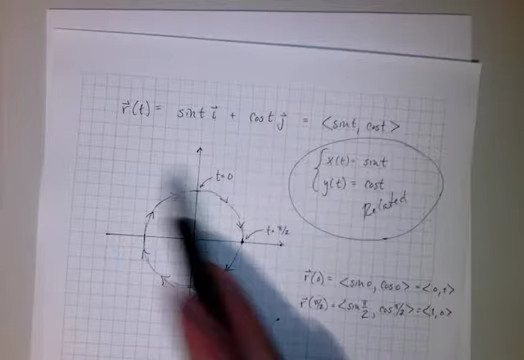 r⃗(t) = sint i⃗ + cost j⃗ = <sint, cost>
x(t) = sint
y(t) = cost
Related
t=0
t=π/2
r⃗(0) = <sin0, cos0> = <0, 1>
r⃗(π/2) = <sin π/2, cos π/2> = <1, 0>